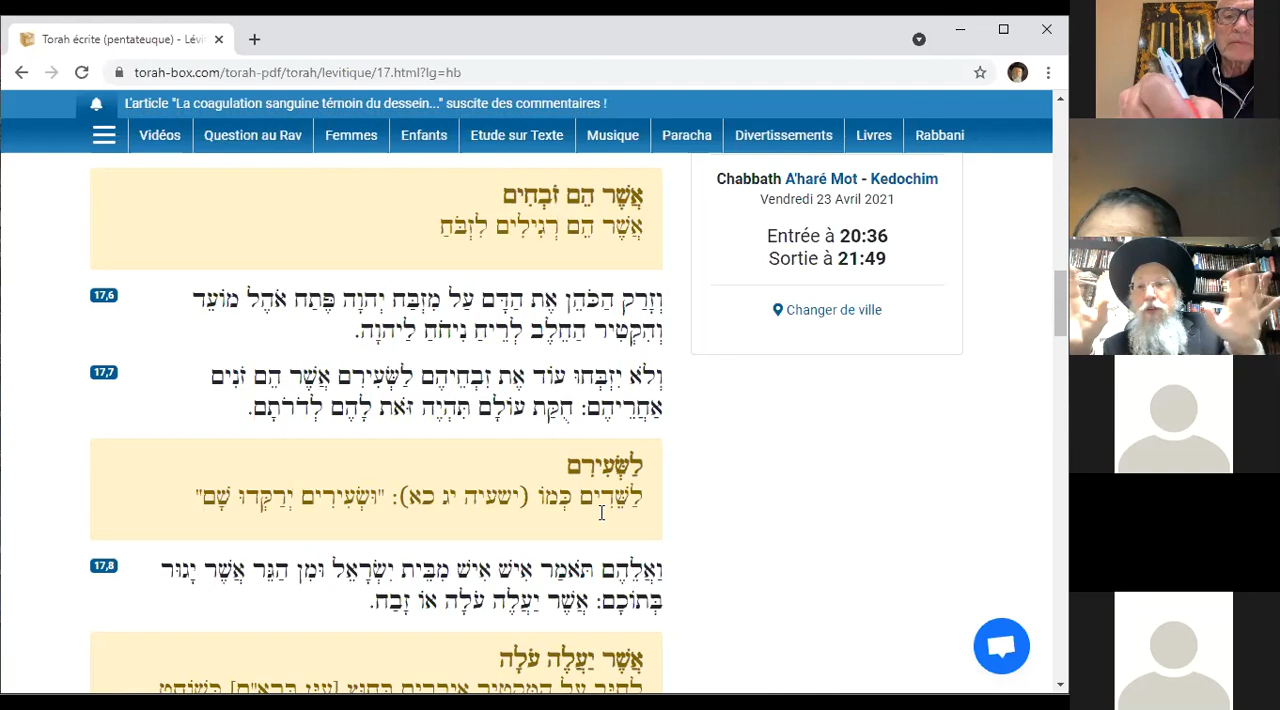 Torah écrite (pentateuque) - Lévi
torah-box.com/torah-pdf/torah/levitique/17.html?lg=hb
L'article "La coagulation sanguine témoin du dessein..." suscite des commentaires !
Vidéos Question au Rav Femmes Enfants Etude sur Texte Musique Paracha Divertissements Livres Rabbani
אֲשֶׁר הֵם זֹבְחִים
אֲשֶׁר הֵם רְגִילִים לִזְבֹּחַ
17,6
וְזָרַק הַכֹּהֵן אֶת הַדָּם עַל מִזְבַּח יְהוָה פֶּתַח אֹהֶל מוֹעֵד
וְהִקְטִיר הַחֵלֶב לְרֵיחַ נִיחֹחַ לַיהוָה.
17,7
וְלֹא יִזְבְּחוּ עוֹד אֶת זִבְחֵיהֶם לַשְּׂעִירִם אֲשֶׁר הֵם זֹנִים
אַחֲרֵיהֶם: חֻקַּת עוֹלָם תִּהְיֶה זֹּאת לָהֶם לְדֹרֹתָם.
לַשְּׂעִירִם
לַשֵּׁדִים כְּמוֹ (ישעיה יג כא): "וּשְׂעִירִים יְרַקְּדוּ שָׁם"
17,8
וַאֲלֵהֶם תֹּאמַר אִישׁ אִישׁ מִבֵּית יִשְׂרָאֵל וּמִן הַגֵּר אֲשֶׁר יָגוּר
בְּתוֹכָם: אֲשֶׁר יַעֲלֶה עֹלָה אוֹ זָבַח.
אֲשֶׁר יַעֲלֶה עֹלָה
Chabbath A'haré Mot - Kedochim
Vendredi 23 Avril 2021
Entrée à 20:36
Sortie à 21:49
Changer de ville